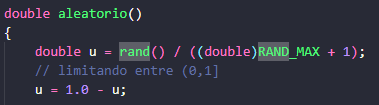 double aleatorio()
{
double u = rand() / ((double)RAND_MAX + 1);
// limitando entre (0,1]
u = 1.0 - u;